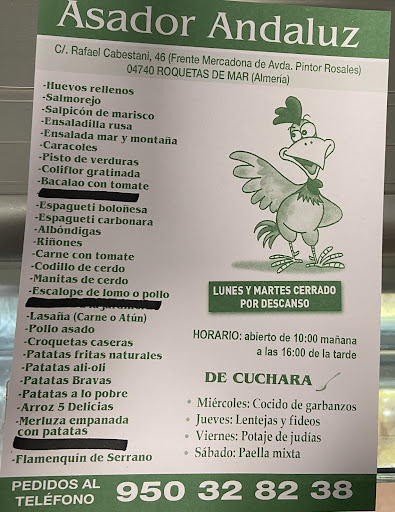 Asador Andaluz
C/. Rafael Cabestani, 46 (Frente Mercadona de Avda. Pintor Rosales)
04740 ROQUETAS DE MAR (Almería)
-Huevos rellenos
-Salmorejo
-Salpicón de marisco
-Ensaladilla rusa
-Ensalada mar y montaña
-Caracoles
-Pisto de verduras
-Coliflor gratinada
-Bacalao con tomate
-Espagueti boloñesa
-Espagueti carbonara
-Albóndigas
-Riñones
-Carne con tomate
-Codillo de cerdo
-Manitas de cerdo
-Escalope de lomo o pollo
-Lasaña (Carne o Atún)
-Pollo asado
-Croquetas caseras
-Patatas fritas naturales
-Patatas ali-oli
-Patatas Bravas
-Patatas a lo pobre
-Arroz 5 Delicias
-Merluza empanada
con patatas
-Flamenquín de Serrano
LUNES Y MARTES CERRADO
POR DESCANSO
HORARIO: abierto de 10:00 mañana
a las 16:00 de la tarde
DE CUCHARA
• Miércoles: Cocido de garbanzos
• Jueves: Lentejas y fideos
• Viernes: Potaje de judías
• Sábado: Paella mixta
PEDIDOS AL
TELÉFONO
950 32 82 38